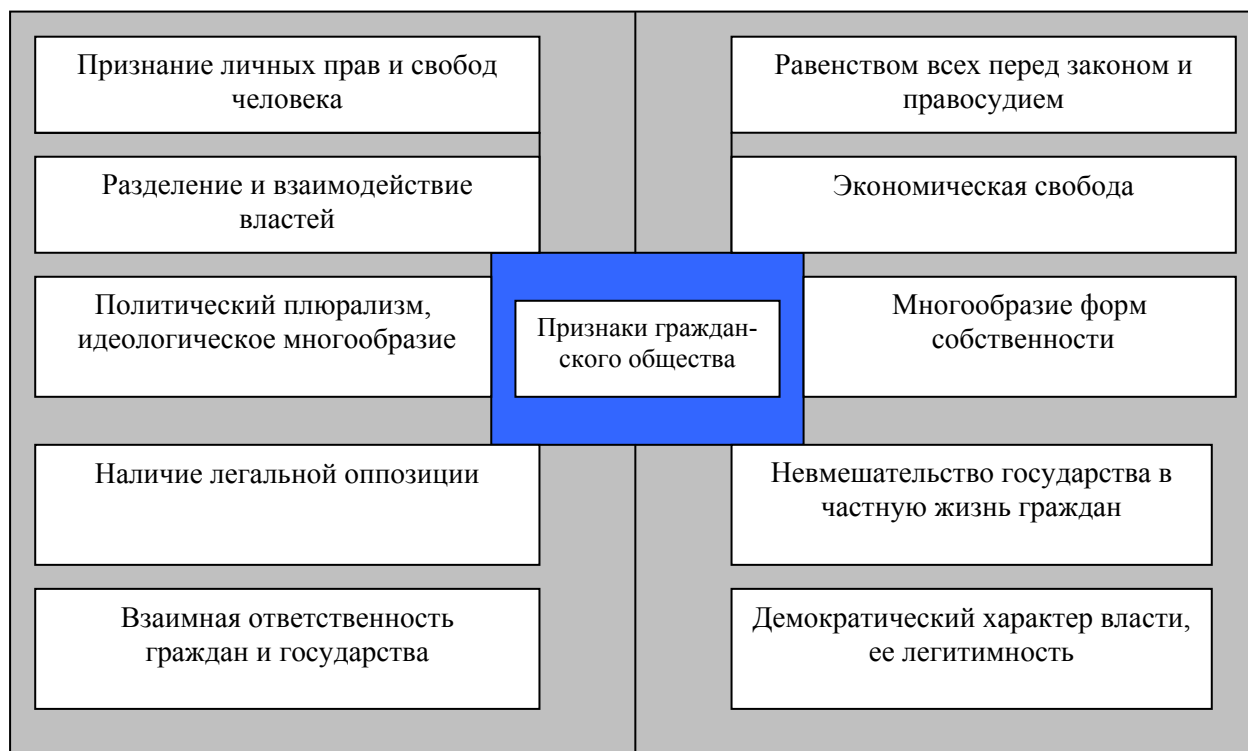 Признание личных прав и свобод
человека
Равенством всех перед законом и
правосудием
Разделение и взаимодействие
властей
Экономическая свобода
Политический плюрализм,
идеологическое многообразие
Признаки граждан-
ского общества
Многообразие форм
собственности
Наличие легальной оппозиции
Невмешательство государства в
частную жизнь граждан
Взаимная ответственность
граждан и государства
Демократический характер власти,
ее легитимность